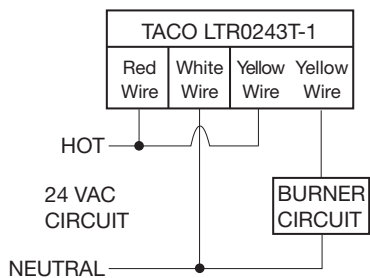 TACO LTR0243T-1
Red White Yellow Yellow
Wire Wire Wire Wire
HOT
24 VAC
CIRCUIT
BURNER
CIRCUIT
NEUTRAL